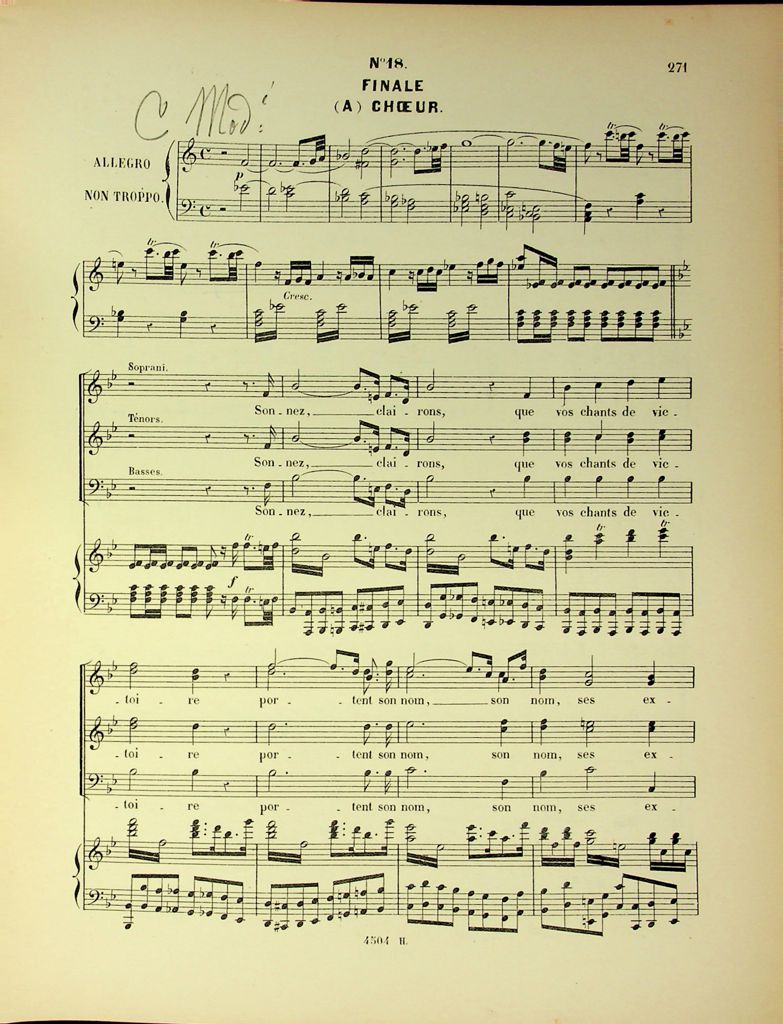 Nº 18.
271
FINALE
(A) CHŒUR.
C Modé
ALLEGRO
NON TROPPO.
p
tr tr
tr tr
Cresc.
Soprani.
Son - nez, clai - rons, que vos chants de vic -
Ténors.
Son - nez, clai - rons, que vos chants de vic -
Basses.
Son - nez, clai - rons, que vos chants de vic -
tr tr tr
f tr
- toi - re por - tent son nom, son nom, ses ex -
- toi - re por - tent son nom, son nom, ses ex -
- toi - re por - tent son nom, son nom, ses ex -
4504 H.